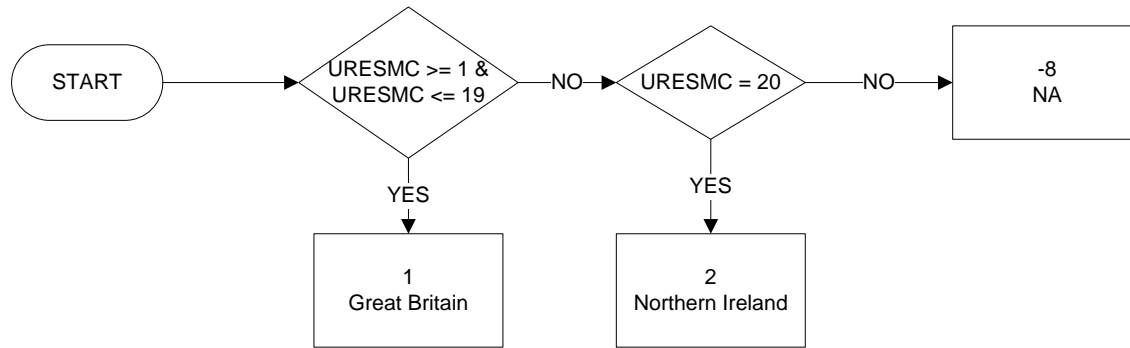 START
URESMC >= 1 &
URESMC <= 19
NO
URESMC = 20
NO
-8
NA
YES
YES
1
Great Britain
2
Northern Ireland